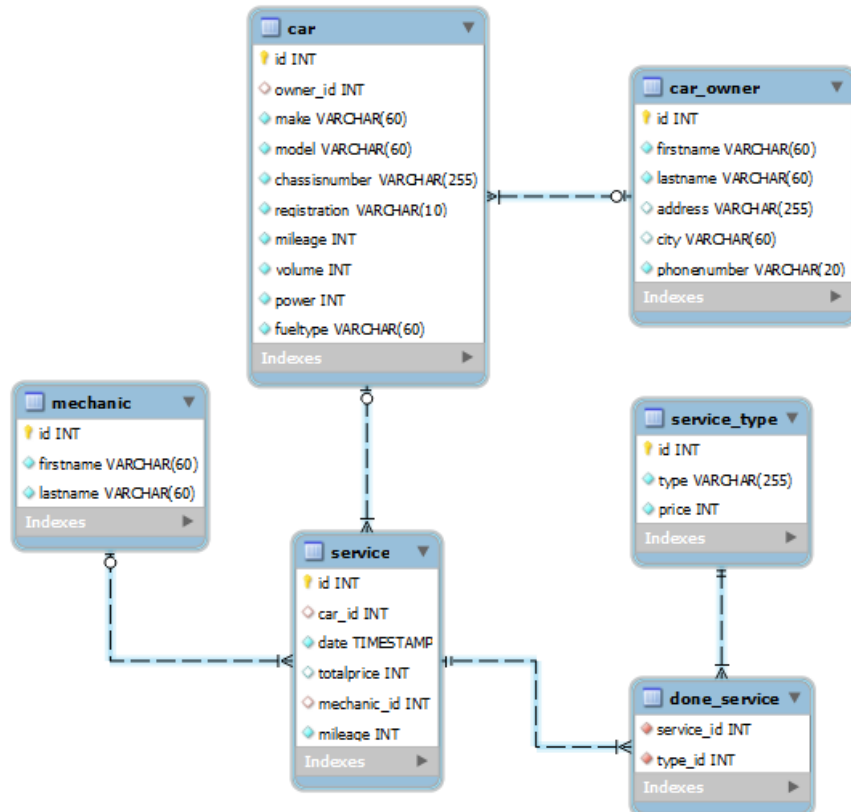 car
id INT
owner_id INT
make VARCHAR(60)
model VARCHAR(60)
chassisnumber VARCHAR(255)
registration VARCHAR(10)
mileage INT
volume INT
power INT
fueltype VARCHAR(60)
Indexes
car_owner
id INT
firstname VARCHAR(60)
lastname VARCHAR(60)
address VARCHAR(255)
city VARCHAR(60)
phonenumber VARCHAR(20)
Indexes
mechanic
id INT
firstname VARCHAR(60)
lastname VARCHAR(60)
Indexes
service_type
id INT
type VARCHAR(255)
price INT
Indexes
service
id INT
car_id INT
date TIMESTAMP
totalprice INT
mechanic_id INT
mileage INT
Indexes
done_service
service_id INT
type_id INT
Indexes